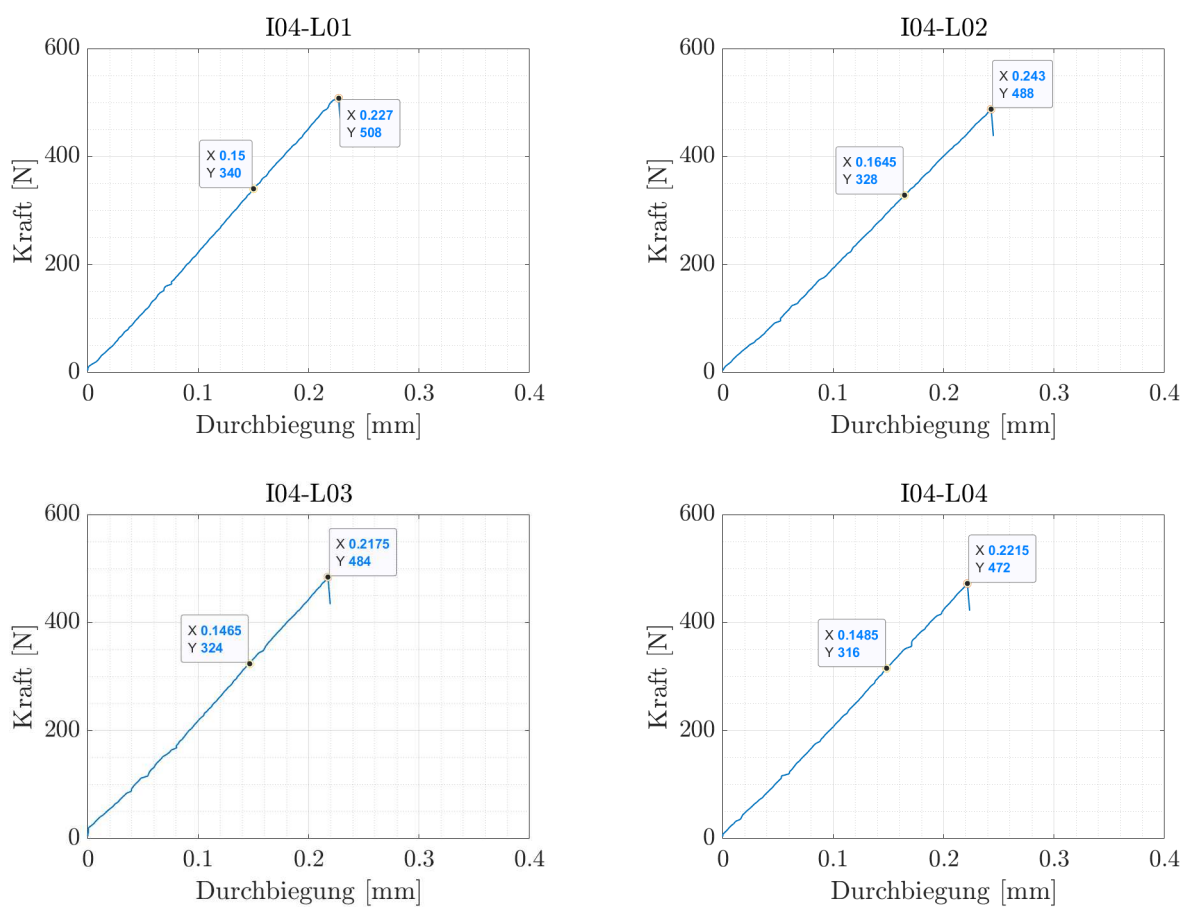 I04-L01
600
400
200
0
Kraft [N]
X 0.15
Y 340
X 0.227
Y 508
0 0.1 0.2 0.3 0.4
Durchbiegung [mm]
I04-L02
600
400
200
0
Kraft [N]
X 0.243
Y 488
X 0.1645
Y 328
0 0.1 0.2 0.3 0.4
Durchbiegung [mm]
I04-L03
600
400
200
0
Kraft [N]
X 0.2175
Y 484
X 0.1465
Y 324
0 0.1 0.2 0.3 0.4
Durchbiegung [mm]
I04-L04
600
400
200
0
Kraft [N]
X 0.2215
Y 472
X 0.1485
Y 316
0 0.1 0.2 0.3 0.4
Durchbiegung [mm]